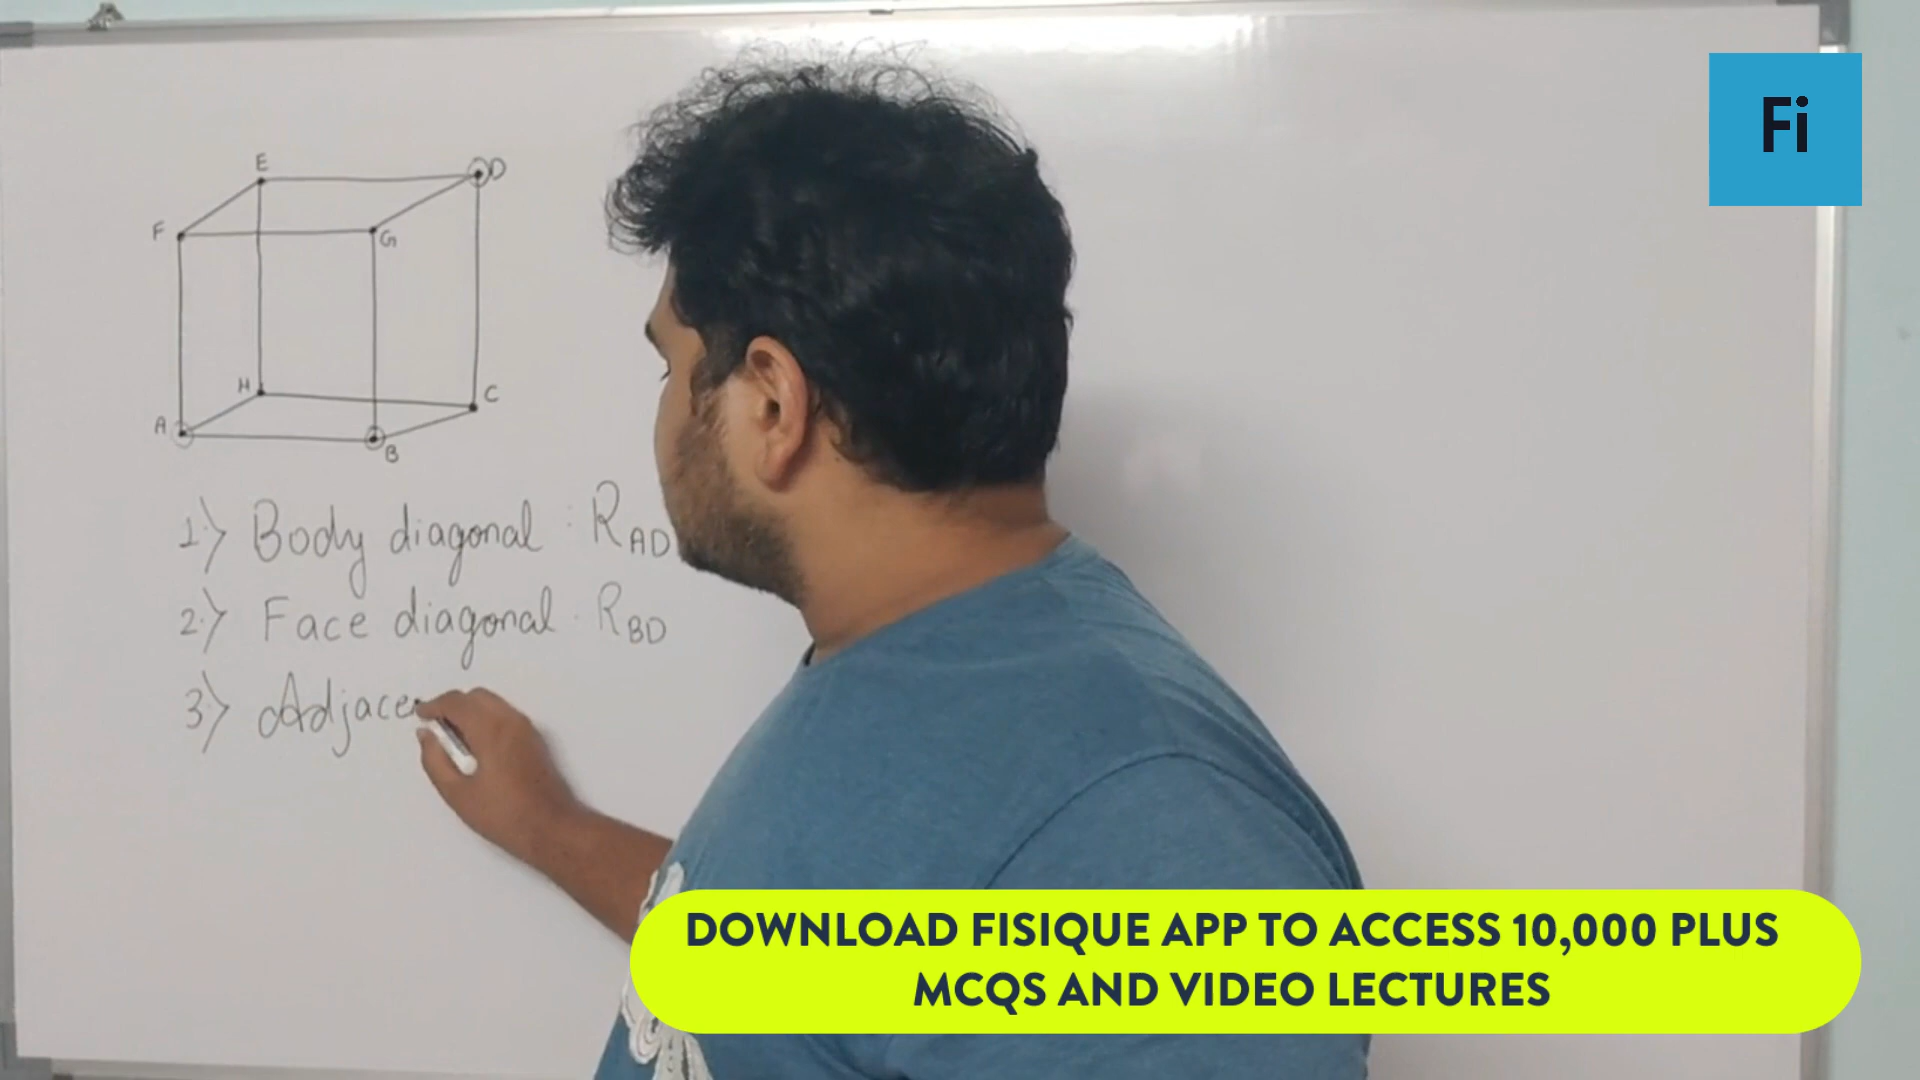 Fi
E
D
F
G
H
C
A
B
1.) Body diagonal : RAD
2.) Face diagonal . RBD
3) Adjace
DOWNLOAD FISIQUE APP TO ACCESS 10,000 PLUS
MCQS AND VIDEO LECTURES